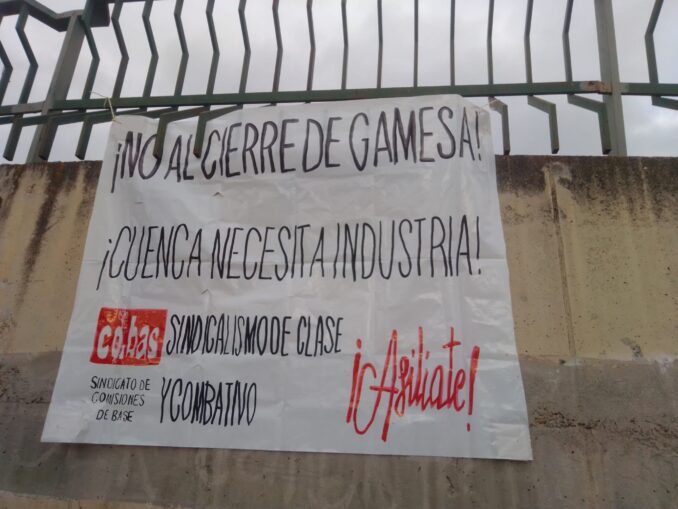 ¡NO AL CIERRE DE GAMESA!
¡CUENCA NECESITA INDUSTRIA!
co.bas SINDICALISMO DE CLASE
SINDICATO DE
COMISIONES
DE BASE
Y COMBATIVO
¡Afíliate!